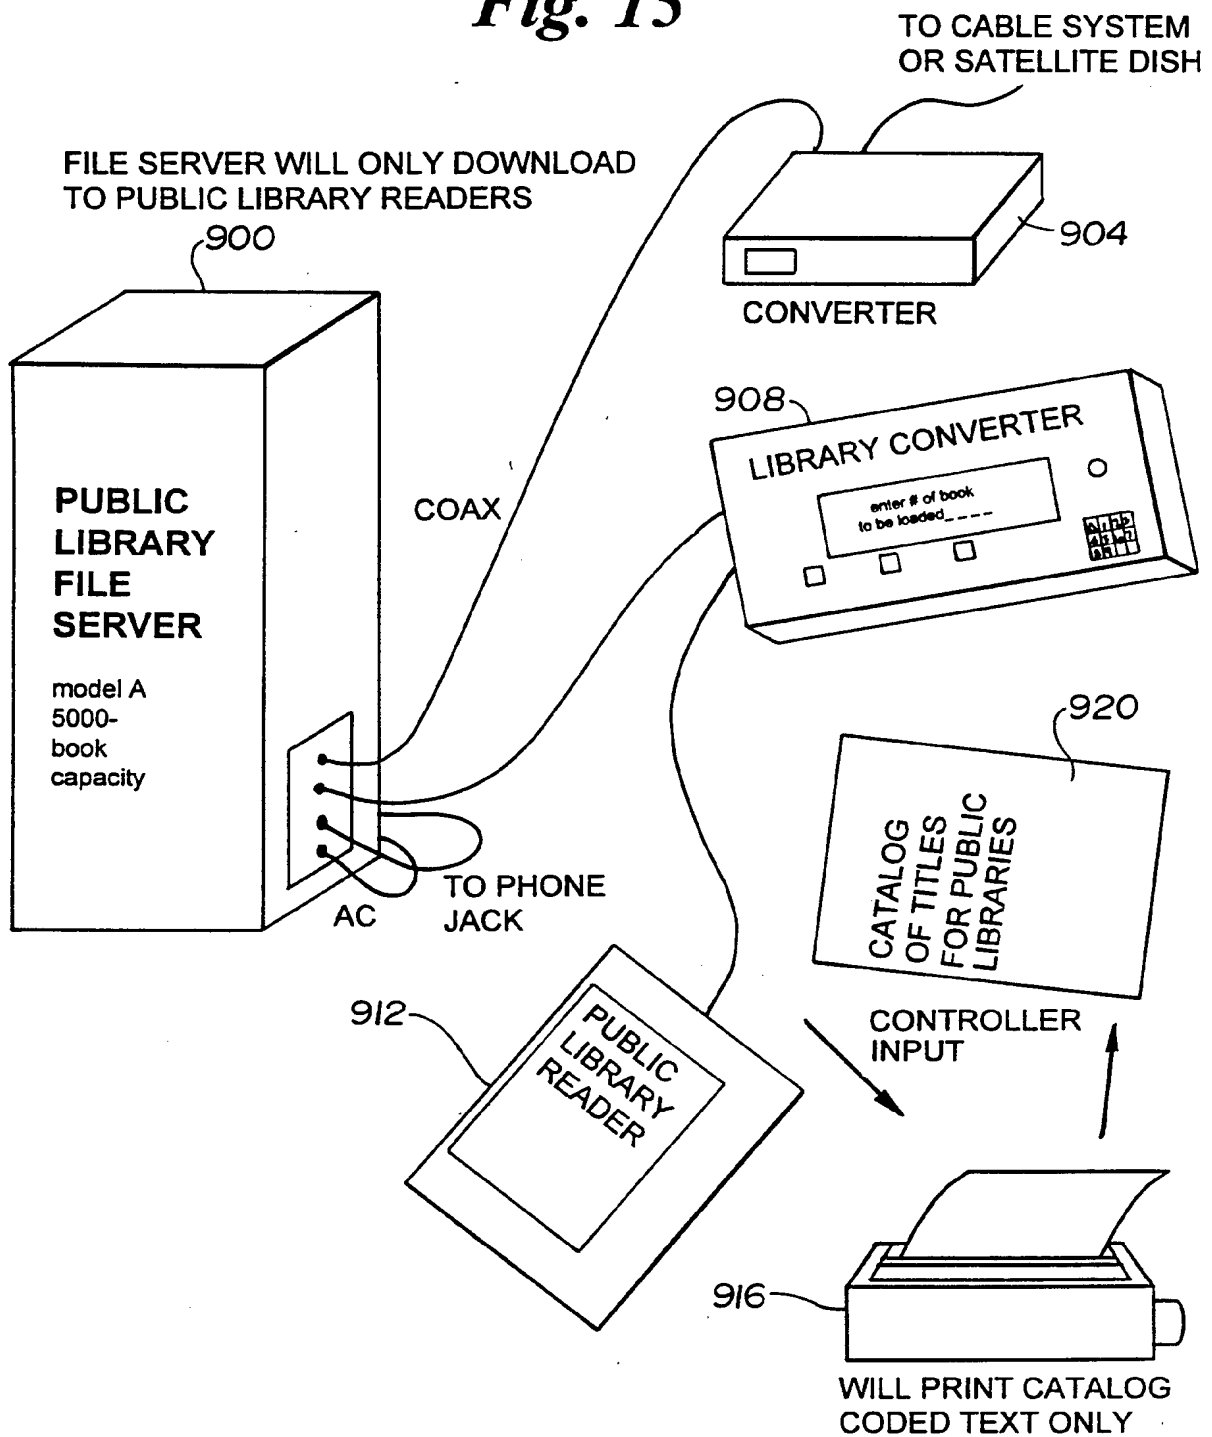 Fig. 15
TO CABLE SYSTEM
OR SATELLITE DISH
FILE SERVER WILL ONLY DOWNLOAD
TO PUBLIC LIBRARY READERS
900
904
CONVERTER
908
LIBRARY CONVERTER
enter # of book
to be loaded_ _ _ _
COAX
PUBLIC
LIBRARY
FILE
SERVER
model A
5000-
book
capacity
AC
TO PHONE
JACK
920
CATALOG
OF TITLES
FOR PUBLIC
LIBRARIES
CONTROLLER
INPUT
912
PUBLIC
LIBRARY
READER
916
WILL PRINT CATALOG
CODED TEXT ONLY